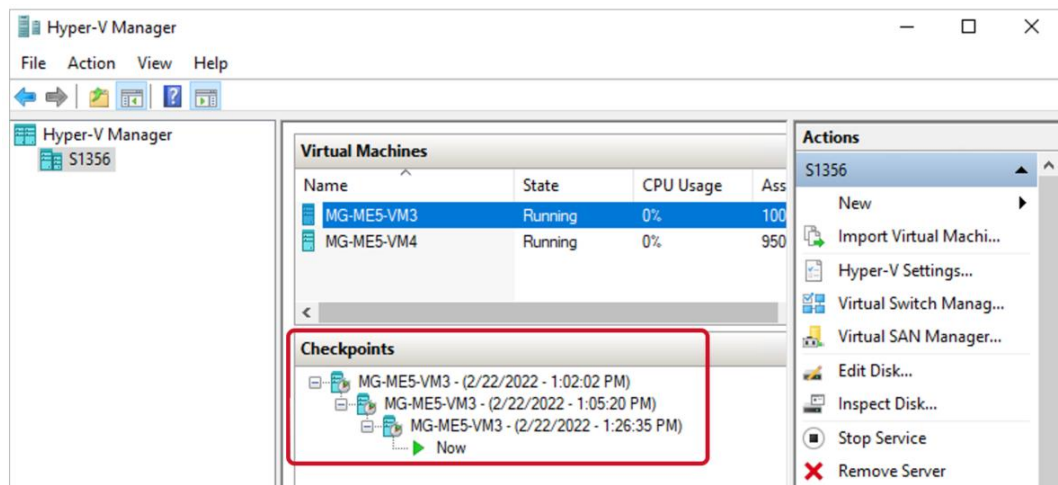 Hyper-V Manager
File Action View Help
Hyper-V Manager
S1356
Virtual Machines
Name State CPU Usage Ass
MG-ME5-VM3 Running 0% 100
MG-ME5-VM4 Running 0% 950
Checkpoints
MG-ME5-VM3 - (2/22/2022 - 1:02:02 PM)
MG-ME5-VM3 - (2/22/2022 - 1:05:20 PM)
MG-ME5-VM3 - (2/22/2022 - 1:26:35 PM)
Now
Actions
S1356
New
Import Virtual Machi...
Hyper-V Settings...
Virtual Switch Manag...
Virtual SAN Manager...
Edit Disk...
Inspect Disk...
Stop Service
Remove Server